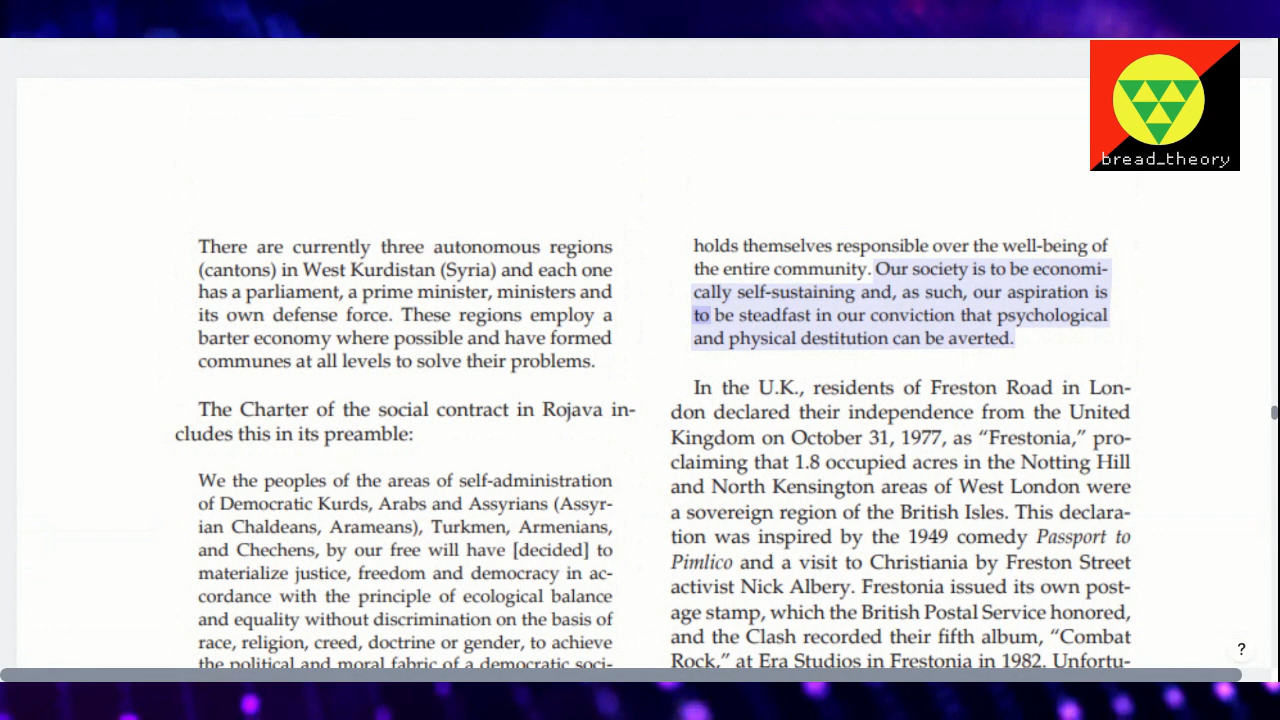 bread_theory
There are currently three autonomous regions
(cantons) in West Kurdistan (Syria) and each one
has a parliament, a prime minister, ministers and
its own defense force. These regions employ a
barter economy where possible and have formed
communes at all levels to solve their problems.
The Charter of the social contract in Rojava in-
cludes this in its preamble:
We the peoples of the areas of self-administration
of Democratic Kurds, Arabs and Assyrians (Assyr-
ian Chaldeans, Arameans), Turkmen, Armenians,
and Chechens, by our free will have [decided] to
materialize justice, freedom and democracy in ac-
cordance with the principle of ecological balance
and equality without discrimination on the basis of
race, religion, creed, doctrine or gender, to achieve
the political and moral fabric of a democratic soci-
holds themselves responsible over the well-being of
the entire community. Our society is to be economi-
cally self-sustaining and, as such, our aspiration is
to be steadfast in our conviction that psychological
and physical destitution can be averted.
In the U.K., residents of Freston Road in Lon-
don declared their independence from the United
Kingdom on October 31, 1977, as “Frestonia,” pro-
claiming that 1.8 occupied acres in the Notting Hill
and North Kensington areas of West London were
a sovereign region of the British Isles. This declara-
tion was inspired by the 1949 comedy Passport to
Pimlico and a visit to Christiania by Freston Street
activist Nick Albery. Frestonia issued its own post-
age stamp, which the British Postal Service honored,
and the Clash recorded their fifth album, “Combat
Rock,” at Era Studios in Frestonia in 1982. Unfortu-
?